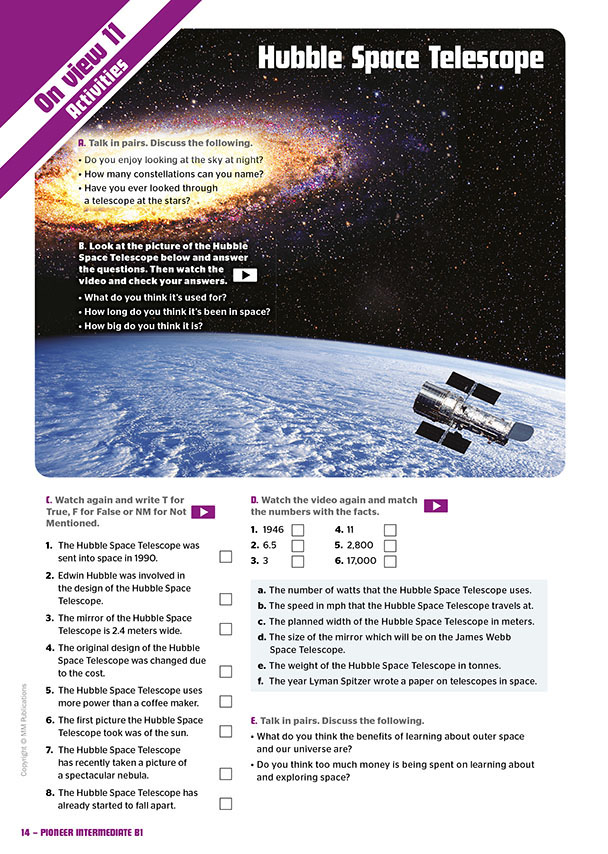 On view 11
Activities
Hubble Space Telescope
A. Talk in pairs. Discuss the following.
• Do you enjoy looking at the sky at night?
• How many constellations can you name?
• Have you ever looked through
a telescope at the stars?
B. Look at the picture of the Hubble
Space Telescope below and answer
the questions. Then watch the
video and check your answers.
• What do you think it's used for?
• How long do you think it's been in space?
• How big do you think it is?
C. Watch again and write T for
True, F for False or NM for Not
Mentioned.
1. The Hubble Space Telescope was
sent into space in 1990.
2. Edwin Hubble was involved in
the design of the Hubble Space
Telescope.
3. The mirror of the Hubble Space
Telescope is 2.4 meters wide.
4. The original design of the Hubble
Space Telescope was changed due
to the cost.
5. The Hubble Space Telescope uses
more power than a coffee maker.
6. The first picture the Hubble Space
Telescope took was of the sun.
7. The Hubble Space Telescope
has recently taken a picture of
a spectacular nebula.
8. The Hubble Space Telescope has
already started to fall apart.
D. Watch the video again and match
the numbers with the facts.
1. 1946 4. 11
2. 6.5 5. 2,800
3. 3 6. 17,000
a. The number of watts that the Hubble Space Telescope uses.
b. The speed in mph that the Hubble Space Telescope travels at.
c. The planned width of the Hubble Space Telescope in meters.
d. The size of the mirror which will be on the James Webb
Space Telescope.
e. The weight of the Hubble Space Telescope in tonnes.
f. The year Lyman Spitzer wrote a paper on telescopes in space.
E. Talk in pairs. Discuss the following.
• What do you think the benefits of learning about outer space
and our universe are?
• Do you think too much money is being spent on learning about
and exploring space?
Copyright © MM Publications
14 – PIONEER INTERMEDIATE B1